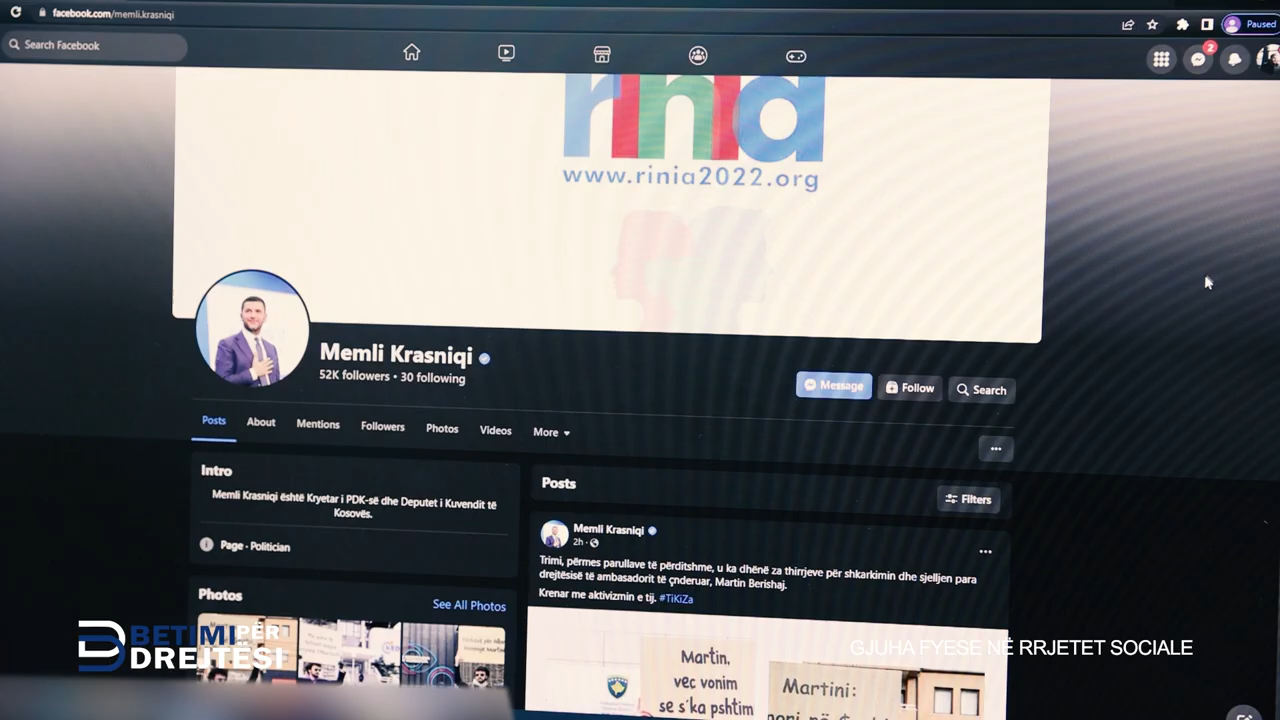 facebook.com/memli.krasniqi
Paused
Search Facebook
2
rinia
www.rinia2022.org
Memli Krasniqi
52K followers • 30 following
Message
Follow
Search
Posts
About
Mentions
Followers
Photos
Videos
More
Intro
Memli Krasniqi është Kryetar i PDK-së dhe Deputet i Kuvendit të
Kosovës.
Page · Politician
Photos
See All Photos
Posts
Filters
Memli Krasniqi
2h
Trimi, përmes parullave të përditshme, u ka dhënë za thirrjeve për shkarkimin dhe sjelljen para
drejtësisë të ambasadorit të çnderuar, Martin Berishaj.
Krenar me aktivizmin e tij. #TiKiZa
Martin,
vec vonim
se s'ka pshtim
Martini:
BETIMI PËR
DREJTËSI
GJUHA FYESE NË RRJETET SOCIALE